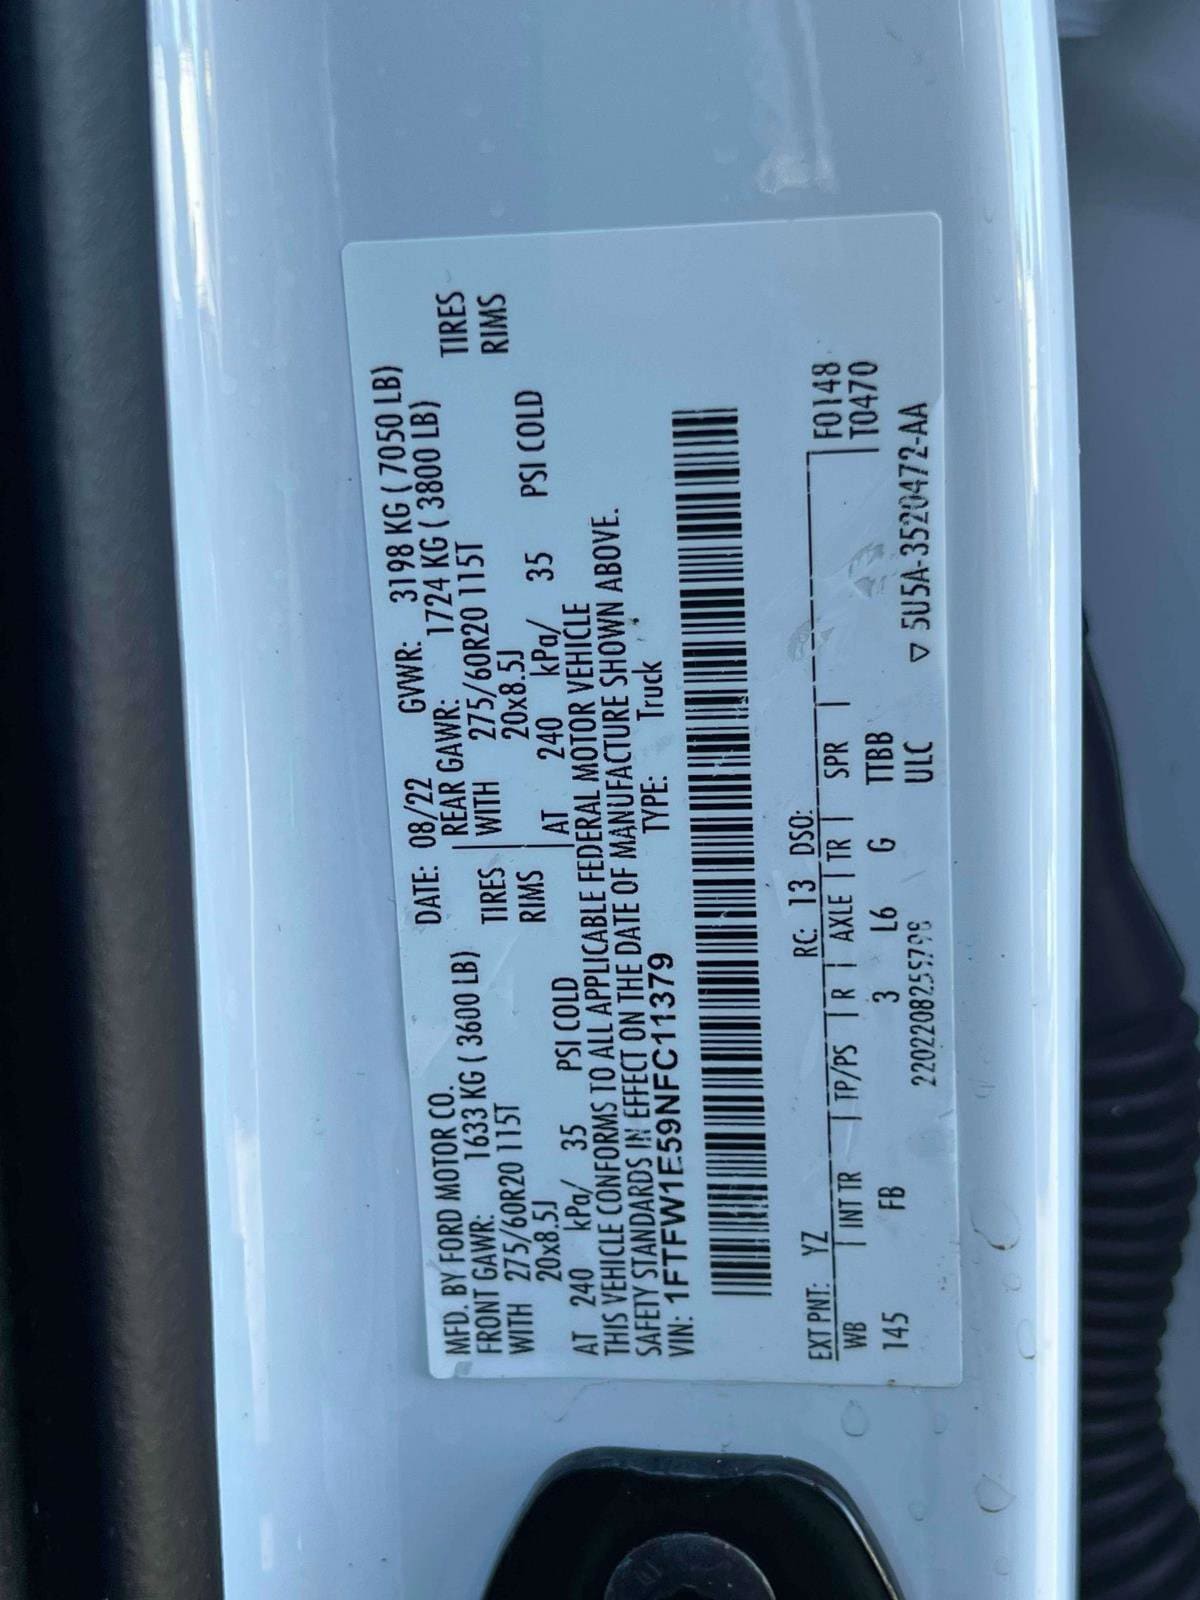 MFD. BY FORD MOTOR CO. DATE: 08/22 GVWR: 3198 KG ( 7050 LB)
FRONT GAWR: 1633 KG ( 3600 LB) REAR GAWR: 1724 KG ( 3800 LB)
WITH 275/60R20 115T TIRES WITH 275/60R20 115T TIRES
20x8.5J RIMS 20x8.5J RIMS
AT 240 kPa/ 35 PSI COLD AT 240 kPa/ 35 PSI COLD
THIS VEHICLE CONFORMS TO ALL APPLICABLE FEDERAL MOTOR VEHICLE
SAFETY STANDARDS IN EFFECT ON THE DATE OF MANUFACTURE SHOWN ABOVE.
VIN: 1FTFW1E59NFC11379 TYPE: Truck
EXT PNT: YZ RC: 13 DSO: F0148
WB INT TR TP/PS R AXLE TR SPR T0470
145 FB 3 L6 G TTBB
ULC ▽ 5U5A-3520472-AA